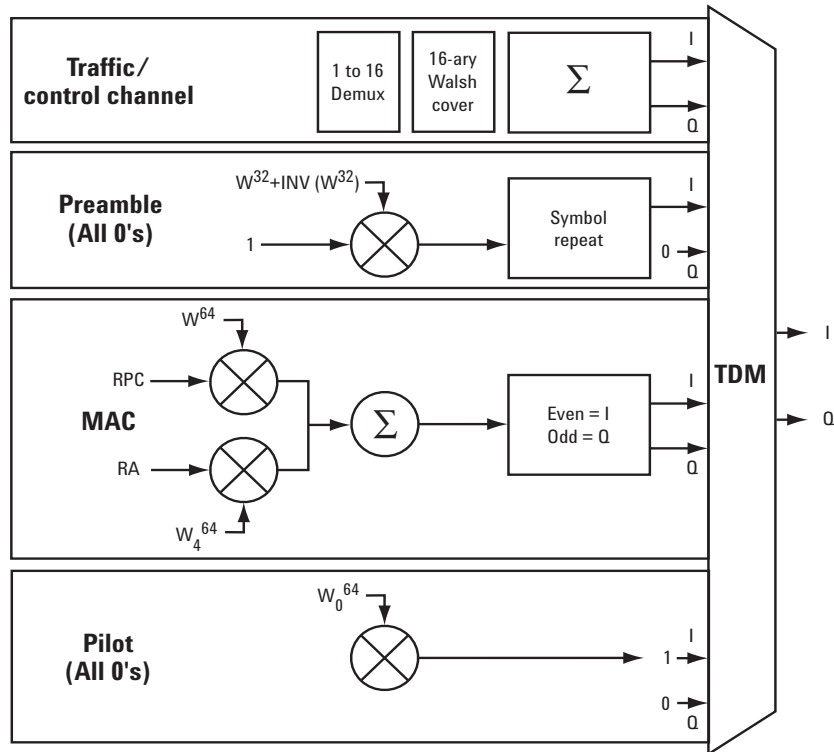 Traffic/
control channel
1 to 16
Demux
16-ary
Walsh
cover
Σ
I
Q
Preamble
(All 0's)
W³²+INV (W³²)
1
Symbol
repeat
I
0
Q
MAC
W⁶⁴
RPC
RA
W₄⁶⁴
Σ
Even = I
Odd = Q
I
Q
TDM
I
Q
Pilot
(All 0's)
W₀⁶⁴
I
1
0
Q